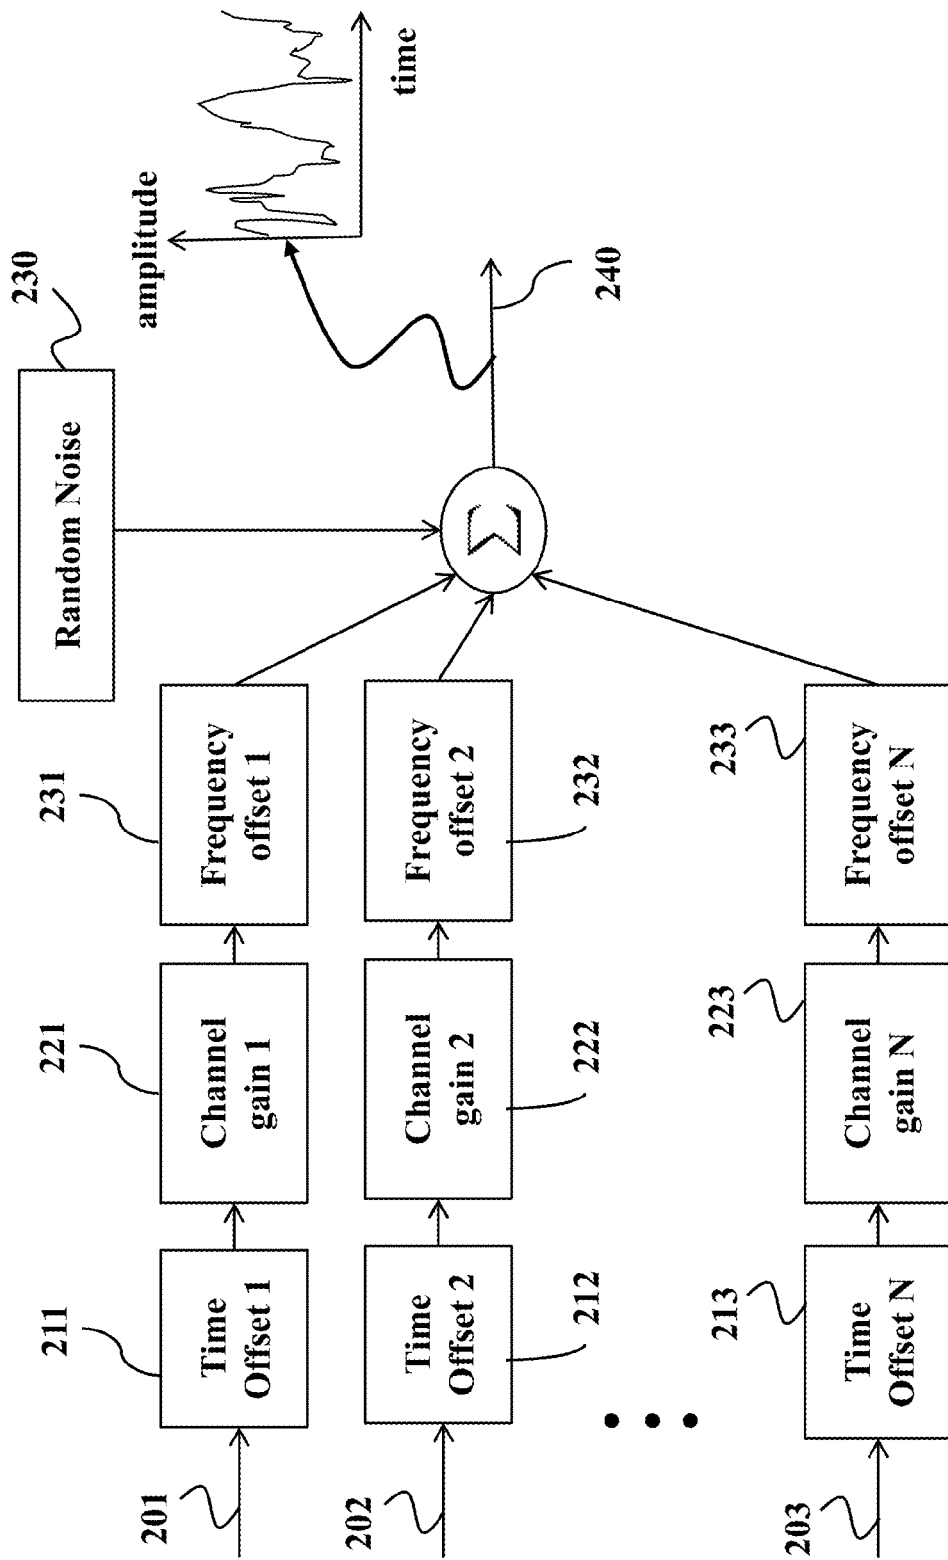 201
211
Time
Offset 1
221
Channel
gain 1
231
Frequency
offset 1
Random Noise
230
202
Time
Offset 2
212
Channel
gain 2
222
Frequency
offset 2
232
203
213
Time
Offset N
223
Channel
gain N
233
Frequency
offset N
Σ
240
amplitude
time